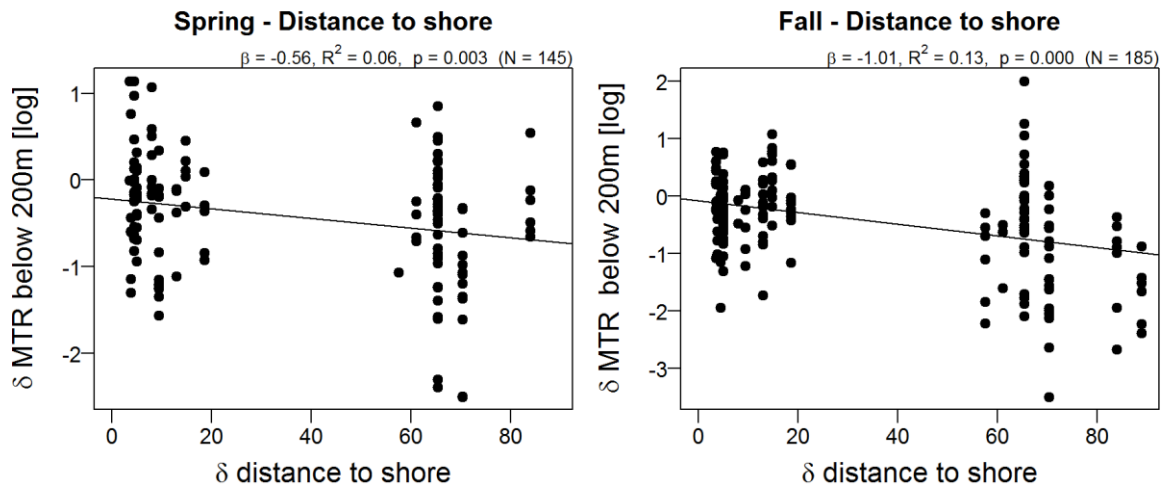 Spring - Distance to shore
β = -0.56, R² = 0.06, p = 0.003 (N = 145)
δ MTR below 200m [log]
1
0
-1
-2
0 20 40 60 80
δ distance to shore
Fall - Distance to shore
β = -1.01, R² = 0.13, p = 0.000 (N = 185)
δ MTR below 200m [log]
2
1
0
-1
-2
-3
0 20 40 60 80
δ distance to shore